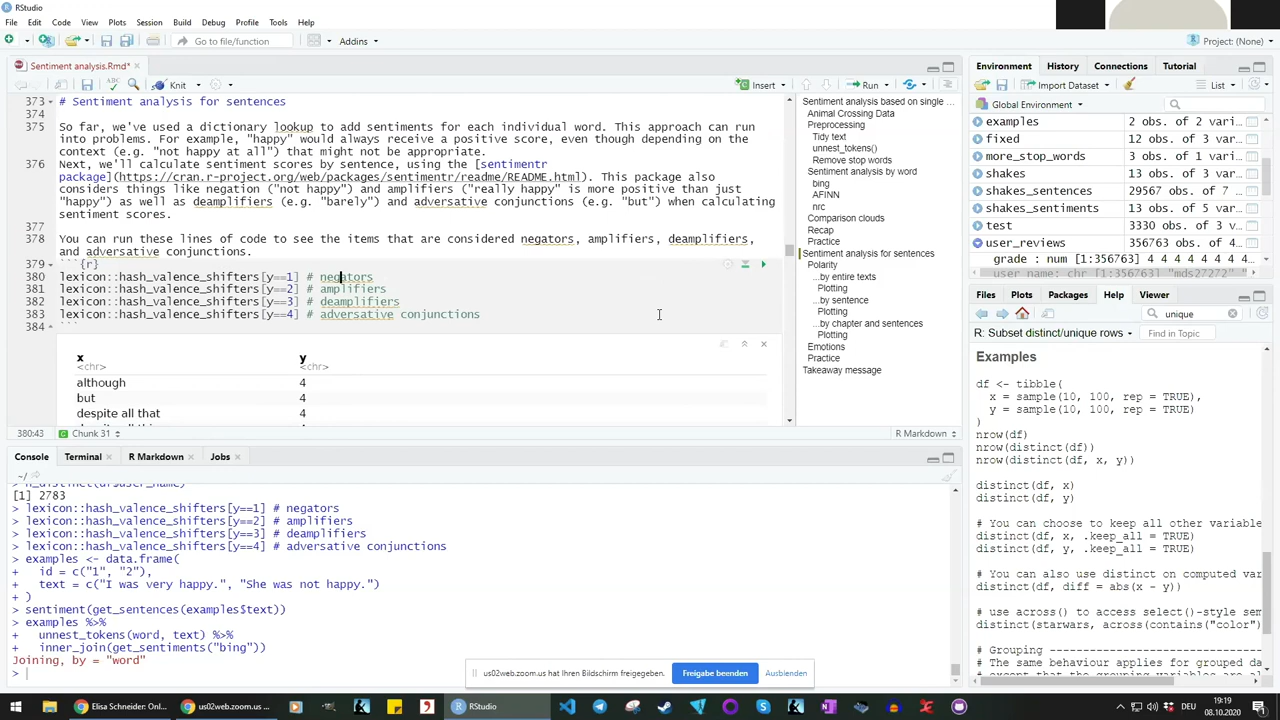 RStudio
File Edit Code View Plots Session Build Debug Profile Tools Help
Go to file/function Addins Project: (None)
Sentiment analysis.Rmd*
Knit Insert Run
373 # Sentiment analysis for sentences
374
375 So far, we've used a dictionary lookup to add sentiments for each individual word. This approach can run
into problems. For example, "happy" would always receive a positive score, even though depending on the
context (e.g. "not happy at all") that might not be appropriate.
376 Next, we'll calculate sentiment scores by sentence, using the [sentimentr
package](https://cran.r-project.org/web/packages/sentimentr/readme/README.html). This package also
considers things like negation ("not happy") and amplifiers ("really happy" is more positive than just
"happy") as well as deamplifiers (e.g. "barely") and adversative conjunctions (e.g. "but") when calculating
sentiment scores.
377
378 You can run these lines of code to see the items that are considered negators, amplifiers, deamplifiers,
and adversative conjunctions.
379 ```{r}
380 lexicon::hash_valence_shifters[y==1] # negators
381 lexicon::hash_valence_shifters[y==2] # amplifiers
382 lexicon::hash_valence_shifters[y==3] # deamplifiers
383 lexicon::hash_valence_shifters[y==4] # adversative conjunctions
384 ```
x y
<chr> <chr>
although 4
but 4
despite all that 4
380:43 Chunk 31 R Markdown
Sentiment analysis based on single ...
Animal Crossing Data
Preprocessing
Tidy text
unnest_tokens()
Remove stop words
Sentiment analysis by word
bing
AFINN
nrc
Comparison clouds
Recap
Practice
Sentiment analysis for sentences
Polarity
...by entire texts
Plotting
...by sentence
Plotting
...by chapter and sentences
Plotting
Emotions
Practice
Takeaway message
Console Terminal R Markdown Jobs
~/
n_distinct(df$user_name)
[1] 2783
> lexicon::hash_valence_shifters[y==1] # negators
> lexicon::hash_valence_shifters[y==2] # amplifiers
> lexicon::hash_valence_shifters[y==3] # deamplifiers
> lexicon::hash_valence_shifters[y==4] # adversative conjunctions
> examples <- data.frame(
+ id = c("1", "2"),
+ text = c("I was very happy.", "She was not happy.")
+ )
> sentiment(get_sentences(examples$text))
> examples %>%
+ unnest_tokens(word, text) %>%
+ inner_join(get_sentiments("bing"))
Joining, by = "word"
>
Environment History Connections Tutorial
Import Dataset List
Global Environment
examples 2 obs. of 2 vari…
fixed 12 obs. of 3 var…
more_stop_words
shakes 13 obs. of 3 var…
shakes_sentences 29567 obs. of 7
shakes_sentiments 13 obs. of 5 var…
test 3330 obs. of 3 v…
user_reviews 356763 obs. of 4…
grade : num [1:356763] 4 4 4 4 4 4
user_name: chr [1:356763] "mds27272"
Files Plots Packages Help Viewer
unique
R: Subset distinct/unique rows Find in Topic
Examples
df <- tibble(
x = sample(10, 100, rep = TRUE),
y = sample(10, 100, rep = TRUE)
)
nrow(df)
nrow(distinct(df))
nrow(distinct(df, x, y))
distinct(df, x)
distinct(df, y)
# You can choose to keep all other variable
distinct(df, x, .keep_all = TRUE)
distinct(df, y, .keep_all = TRUE)
# You can also use distinct on computed var
distinct(df, diff = abs(x - y))
# use across() to access select()-style sem
distinct(starwars, across(contains("color")
# Grouping ----------------------------------
# The same behaviour applies for grouped da
us02web.zoom.us hat Ihren Bildschirm freigegeben. Freigabe beenden Ausblenden
Elisa Schneider: Onl... us02web.zoom.us ... RStudio 19:19
08.10.2020